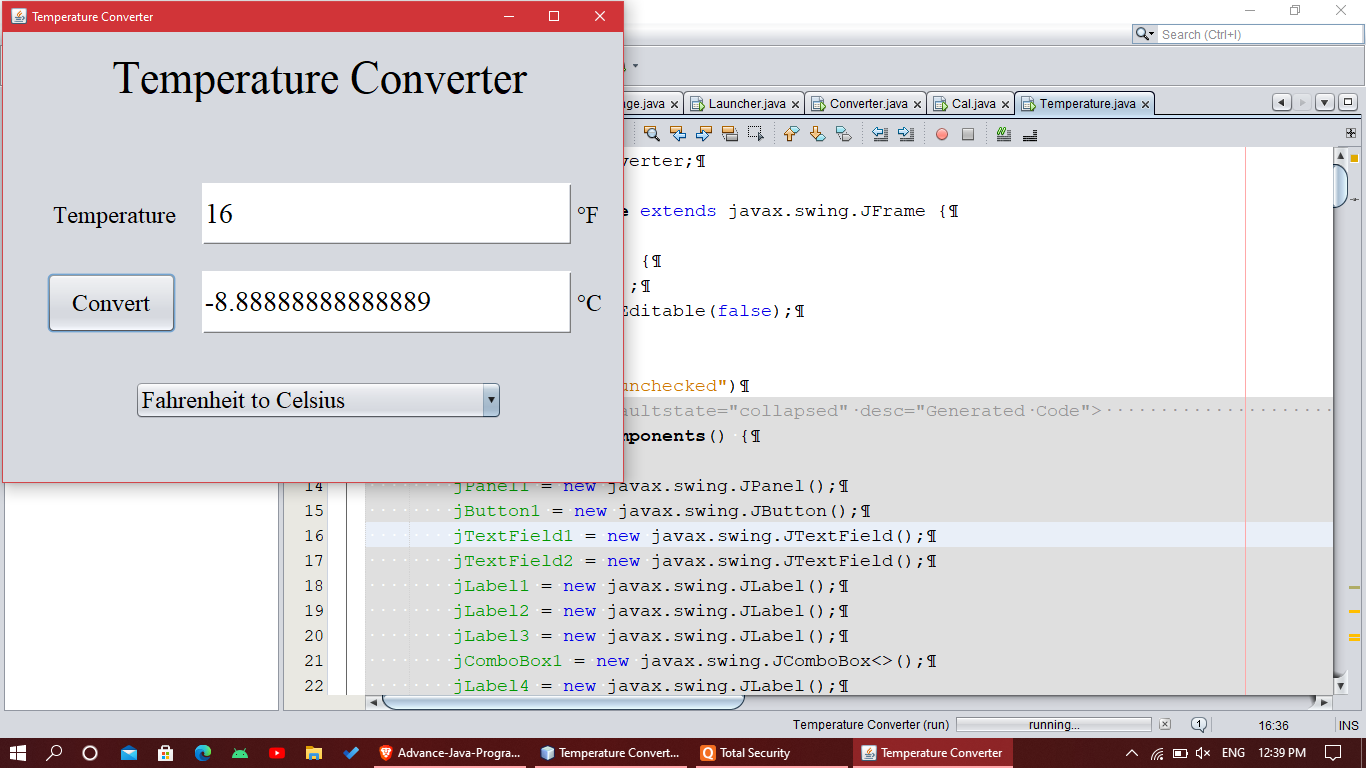 Temperature Converter
Temperature Converter
Temperature
16
°F
Convert
-8.88888888888889
°C
Fahrenheit to Celsius
Search (Ctrl+I)
age.java
Launcher.java
Converter.java
Cal.java
Temperature.java
verter;¶
e extends javax.swing.JFrame {¶
{¶
;¶
Editable(false);¶
unchecked")¶
aultstate="collapsed" desc="Generated Code">
mponents() {¶
14 jPanel1 = new javax.swing.JPanel();¶
15 jButton1 = new javax.swing.JButton();¶
16 jTextField1 = new javax.swing.JTextField();¶
17 jTextField2 = new javax.swing.JTextField();¶
18 jLabel1 = new javax.swing.JLabel();¶
19 jLabel2 = new javax.swing.JLabel();¶
20 jLabel3 = new javax.swing.JLabel();¶
21 jComboBox1 = new javax.swing.JComboBox<>();¶
22 jLabel4 = new javax.swing.JLabel();¶
Temperature Converter (run)
running...
1
16:36
INS
Advance-Java-Progra...
Temperature Convert...
Total Security
Temperature Converter
ENG
12:39 PM